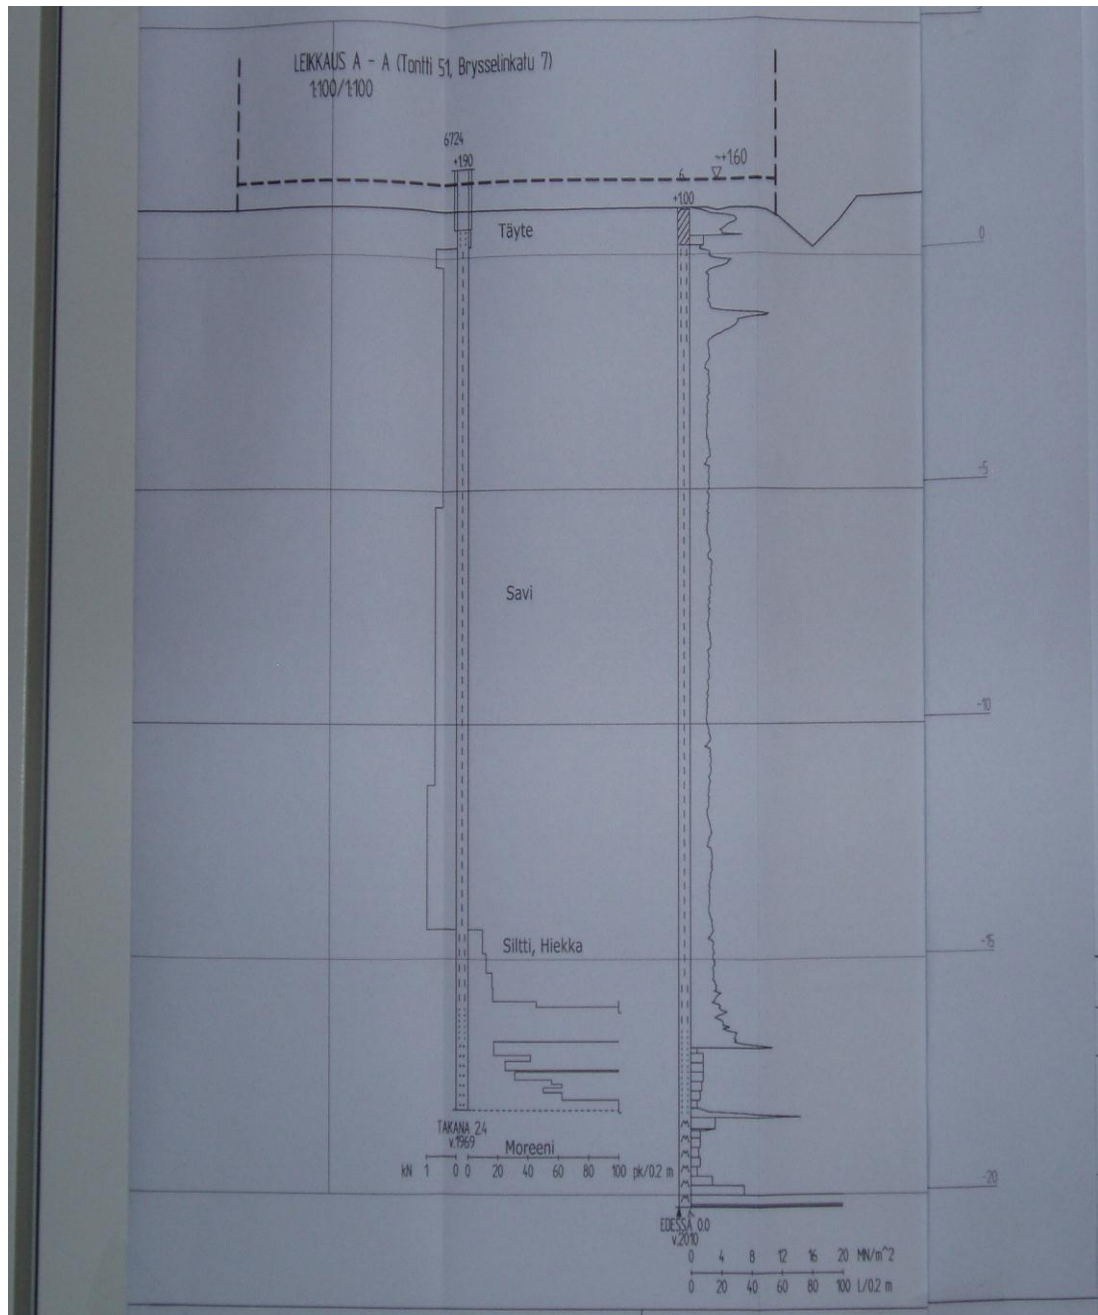 LEIKKAUS A - A (Tontti 51, Brysselinkatu 7)
1:100/1:100
6724
+1.90
~+1.60
6
+1.00
Täyte
0
-5
Savi
-10
Siltti, Hiekka
-15
TAKANA 2.4
v.1969
Moreeni
kN 1 0 0 20 40 60 80 100 pk/0.2 m
-20
EDESSÄ 0.0
v.2010
0 4 8 12 16 20 MN/m^2
0 20 40 60 80 100 L/0.2 m